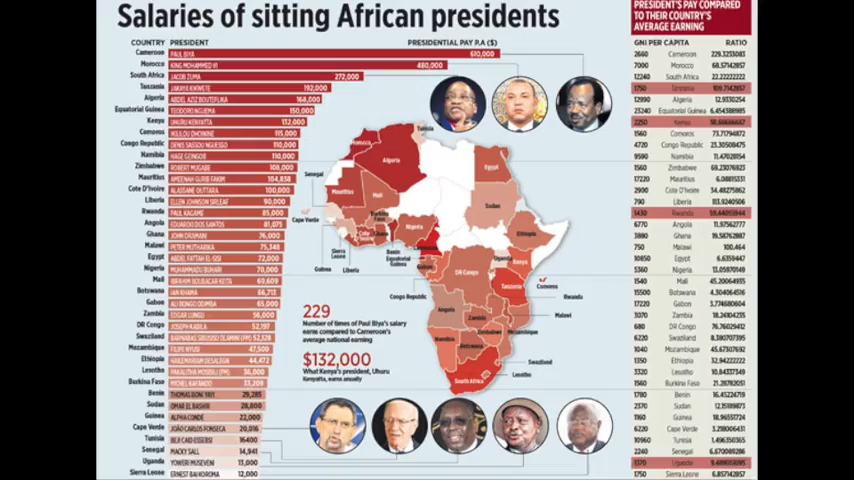 Salaries of sitting African presidents
COUNTRY PRESIDENT PRESIDENTIAL PAY P.A ($)
Cameroon PAUL BIYA 610,000
Morocco KING MOHAMMED VI 480,000
South Africa JACOB ZUMA 272,000
Tanzania JAKAYA KIKWETE 192,000
Algeria ABDEL AZIZ BOUTEFLIKA 168,000
Equatorial Guinea TEODORO NGUEMA 150,000
Kenya UHURU KENYATTA 132,000
Comoros IKILILOU DHOININE 115,000
Congo Republic DENIS SASSOU NGUESSO 110,000
Namibia HAGE GEINGOB 110,000
Zimbabwe ROBERT MUGABE 108,000
Mauritius AMEENAH GURIB FAKIM 104,858
Cote D'Ivoire ALASSANE OUTTARA 100,000
Liberia ELLEN JOHNSON SIRLEAF 90,000
Rwanda PAUL KAGAME 85,000
Angola EDUARDO DOS SANTOS 81,075
Ghana JOHN DRAMANI 76,000
Malawi PETER MUTHARIKA 75,348
Egypt ABDEL FATTAH EL-SISI 72,000
Nigeria MUHAMMADU BUHARI 70,000
Mali IBRAHIM BOUBACAR KEITA 69,609
Botswana IAN KHAMA 66,713
Gabon ALI BONGO ODIMBA 65,000
Zambia EDGAR LUNGU 56,000
DR Congo JOSEPH KABILA 52,197
Swaziland BARNABAS SIBUSISO DLAMINI (PM) 52,328
Mozambique FILIPE NYUSI 47,500
Ethiopia HAILEMARIAM DESALEGN 44,472
Lesotho PAKALITHA MOSISILI (PM) 36,000
Burkina Faso MICHEL KAFANDO 33,209
Benin THOMAS BONI YAYI 29,285
Sudan OMAR EL BASHIR 28,800
Guinea ALPHA CONDÉ 22,000
Cape Verde JOÃO CARLOS FONSECA 20,016
Tunisia BEJI CAID ESSEBSI 16400
Senegal MACKY SALL 14,941
Uganda YOWERI MUSEVENI 13,000
Sierra Leone ERNEST BAI KOROMA 12,000
Tunisia
Morocco
Algeria
Egypt
Senegal
Mauritius
Mali
Sudan
Cape Verde
Burkina Faso
Nigeria
Ethiopia
Cote
Sierra Leone
Guinea
Liberia
Benin
Equatorial Guinea
Gabon
Uganda
Kenya
DR Congo
Congo Republic
Tanzania
Comoros
Rwanda
Malawi
Angola
Zambia
Mozambique
Zimbabwe
Namibia
Botswana
Swaziland
Lesotho
South Africa
229
Number of times of Paul Biya's salary
earns compared to Cameroon's
average national earning
$132,000
What Kenya's president, Uhuru
Kenyatta, earns annually
PRESIDENT'S PAY COMPARED
TO THEIR COUNTRY'S
AVERAGE EARNING
GNI PER CAPITA RATIO
2660 Cameroon 229.3233083
7000 Morocco 68.57142857
12240 South Africa 22.22222222
1750 Tanzania 109.7142857
12990 Algeria 12.9330254
23240 Equatorial Guinea 6.454388985
2250 Kenya 58.66666667
1560 Comoros 73.71794872
4720 Congo Republic 23.30508475
9590 Namibia 11.47028154
1560 Zimbabwe 69.23076923
17220 Mauritius
2900 Cote D'Ivoire 34.48275862
790 Liberia 113.9240506
1430 Rwanda 59.44055944
6770 Angola 11.97562777
3880 Ghana 19.58762887
750 Malawi 100.464
10850 Egypt 6.6359447
5360 Nigeria 13.05970149
1540 Mali 45.20064935
15500 Botswana 4.304064516
17220 Gabon 3.774680604
3070 Zambia 18.24104235
680 DR Congo 76.76029412
6220 Swaziland 8.380707395
1040 Mozambique 45.67307692
1350 Ethiopia 32.94222222
3320 Lesotho 10.84337349
1560 Burkina Faso 21.28782051
1780 Benin 16.45224719
2370 Sudan 12.15189873
1160 Guinea 18.96551724
6220 Cape Verde 3.218006431
10960 Tunisia 1.496350365
2240 Senegal 6.670089286
1370 Uganda 9.489051095
1750 Sierra Leone 6.857142857